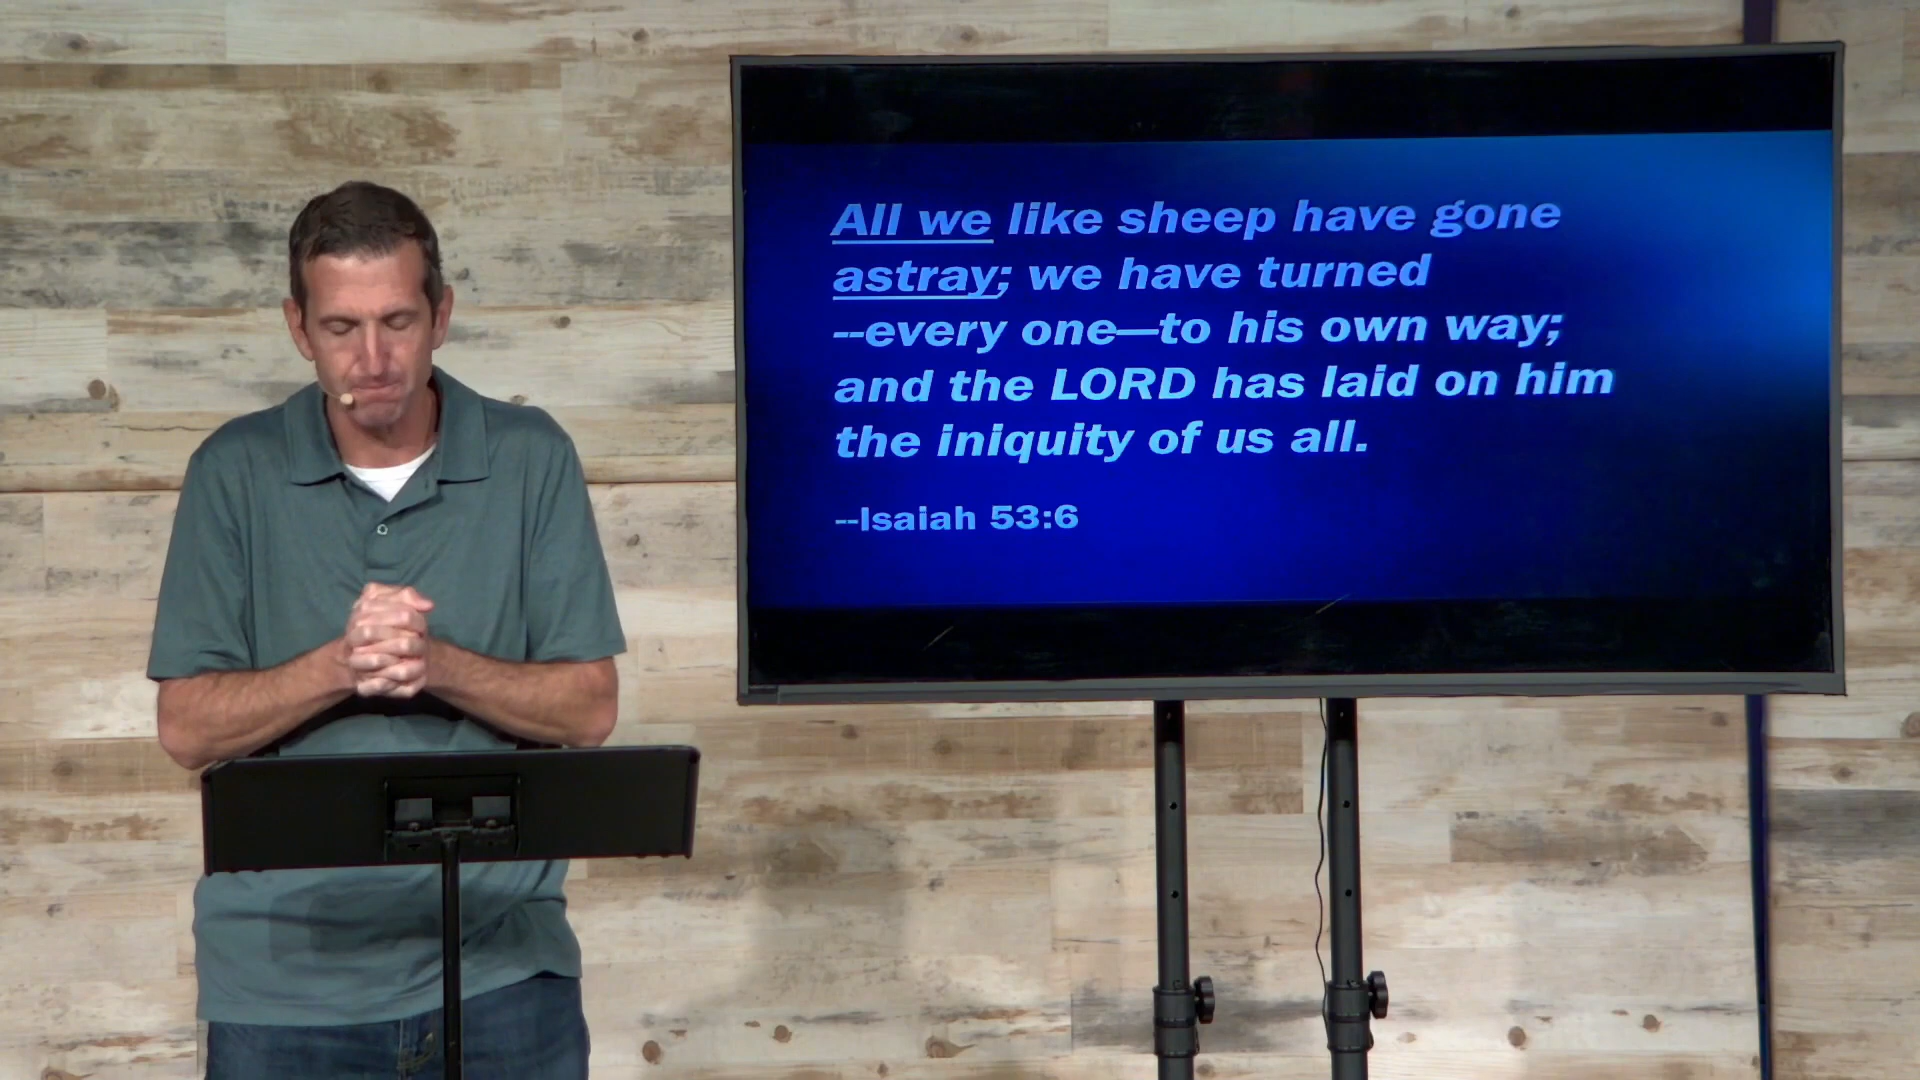 All we like sheep have gone
astray; we have turned
--every one—to his own way;
and the LORD has laid on him
the iniquity of us all.
--Isaiah 53:6